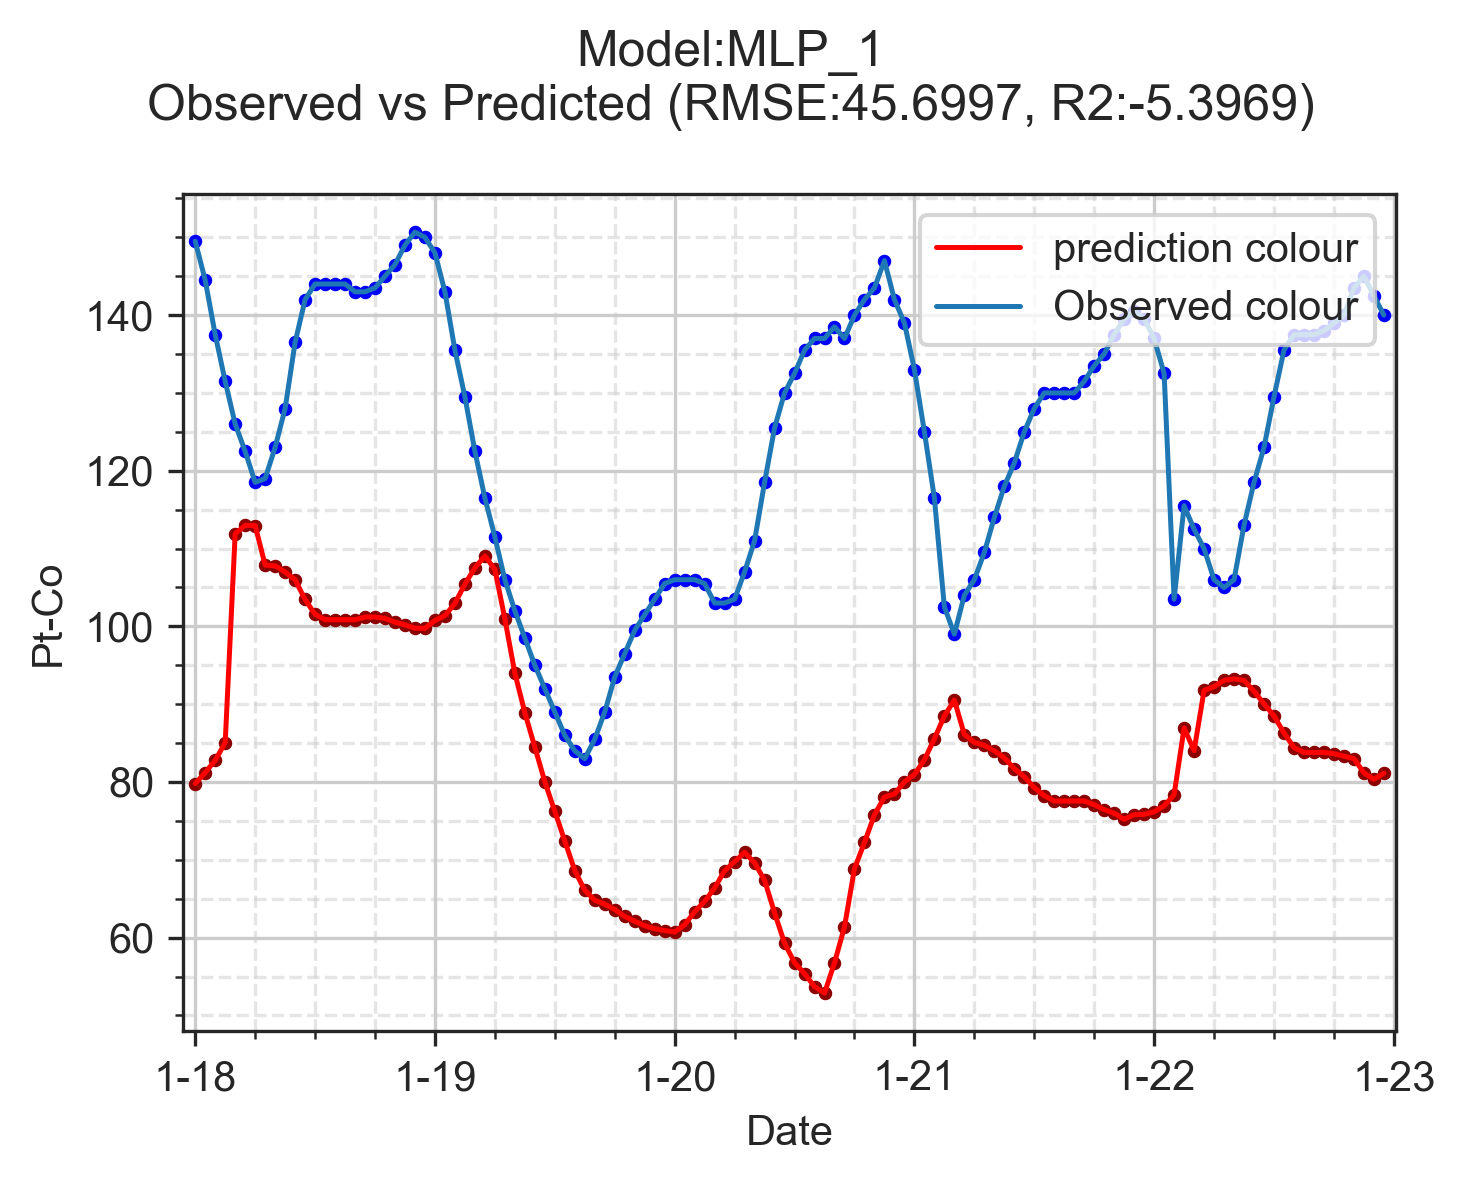 Model:MLP_1
Observed vs Predicted (RMSE:45.6997, R2:-5.3969)
prediction colour
Observed colour
140
120
100
80
60
Pt-Co
1-18 1-19 1-20 1-21 1-22 1-23
Date